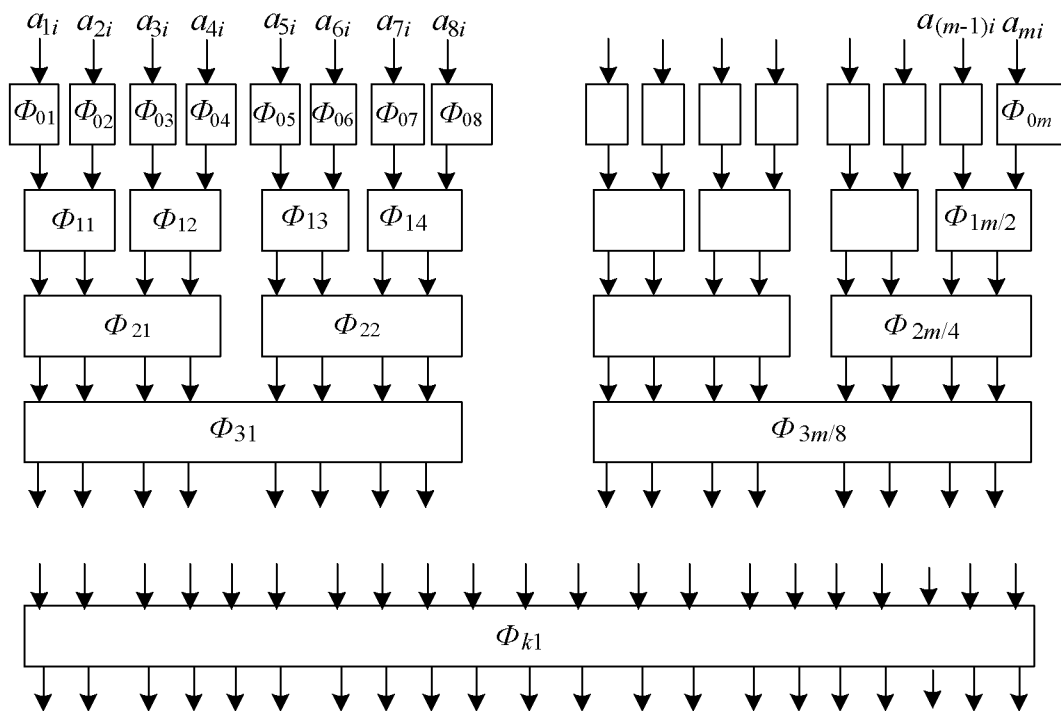 a1i a2i a3i a4i a5i a6i a7i a8i a(m-1)i ami
Φ01 Φ02 Φ03 Φ04 Φ05 Φ06 Φ07 Φ08 Φ0m
Φ11 Φ12 Φ13 Φ14 Φ1m/2
Φ21 Φ22 Φ2m/4
Φ31 Φ3m/8
Φk1